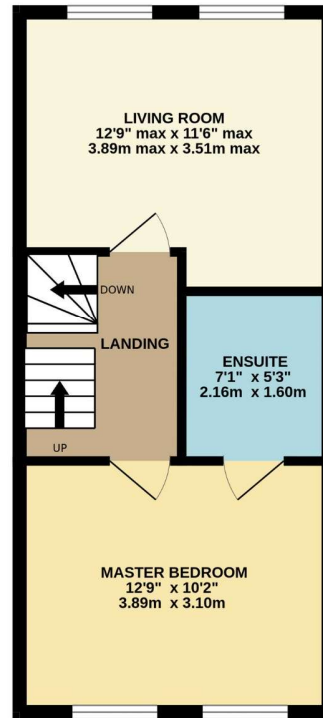 LIVING ROOM
12'9" max x 11'6" max
3.89m max x 3.51m max
DOWN
LANDING
ENSUITE
7'1" x 5'3"
2.16m x 1.60m
UP
MASTER BEDROOM
12'9" x 10'2"
3.89m x 3.10m